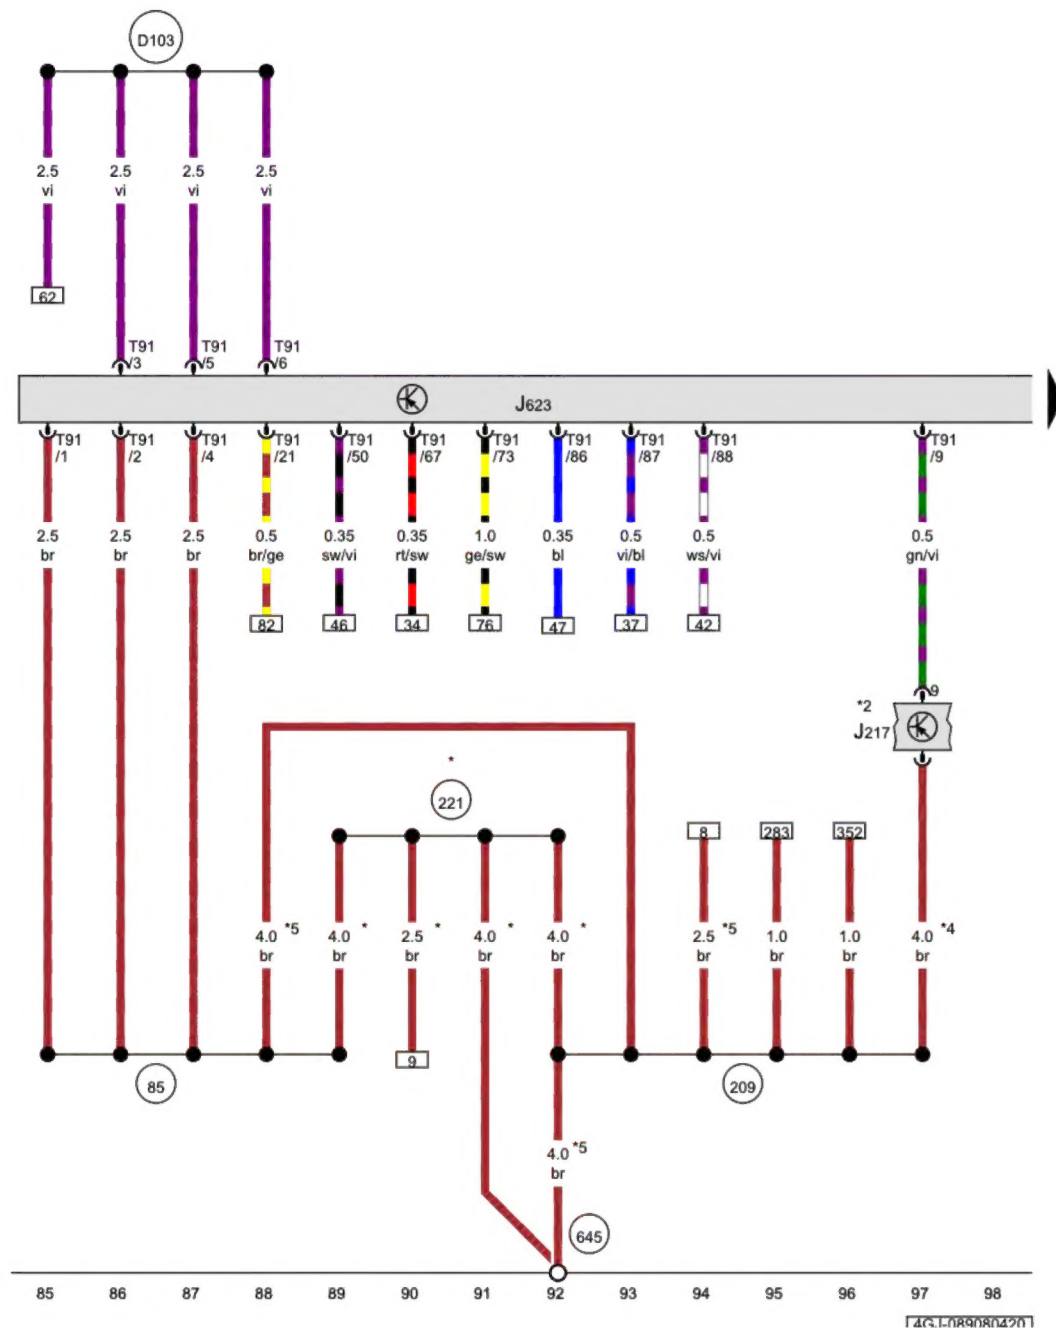 D103
2.5 2.5 2.5 2.5
vi vi vi vi
62
T91 T91 T91
/3 /5 /6
J623
T91 T91 T91 T91 T91 T91 T91 T91 T91 T91 T91
/1 /2 /4 /21 /50 /67 /73 /86 /87 /88 /9
2.5 2.5 2.5 0.5 0.35 0.35 1.0 0.35 0.5 0.5 0.5
br br br br/ge sw/vi rt/sw ge/sw bl vi/bl ws/vi gn/vi
82 46 34 76 47 37 42
9
*2
J217
*
221
8 283 352
4.0 *5 4.0 * 2.5 * 4.0 * 4.0 * 2.5 *5 1.0 1.0 4.0 *4
br br br br br br br br br
9
85 209
4.0 *5
br
645
85 86 87 88 89 90 91 92 93 94 95 96 97 98
4GJ-089080420